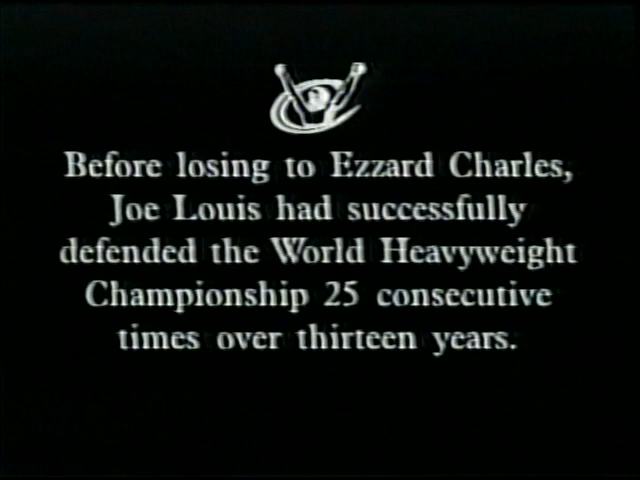 Before losing to Ezzard Charles,
Joe Louis had successfully
defended the World Heavyweight
Championship 25 consecutive
times over thirteen years.